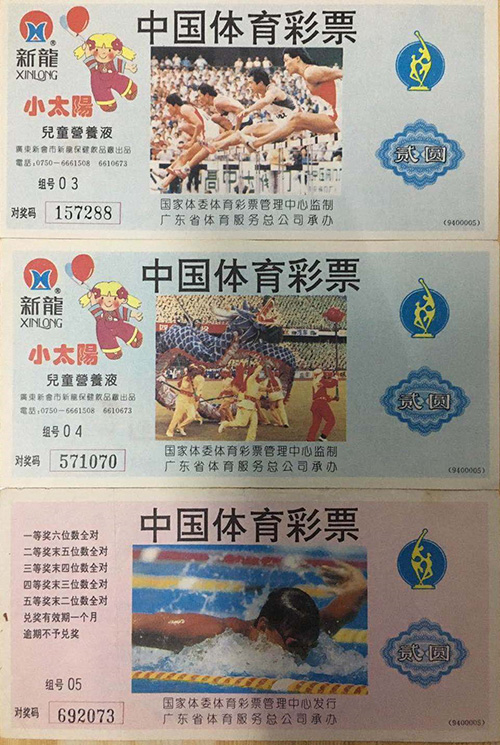 中国体育彩票
新龍®
XINLONG
小太陽
兒童營養液
廣東新會市新龍保健飲品廠出品
電話:0750—6661508 6610673
组号 03
对奖码 157288
国家体委体育彩票管理中心监制
广东省体育服务总公司承办
贰圆
(9400005)
中国体育彩票
新龍®
XINLONG
小太陽
兒童營養液
廣東新會市新龍保健飲品廠出品
電話:0750—6661508 6610673
组号 04
对奖码 571070
国家体委体育彩票管理中心监制
广东省体育服务总公司承办
贰圆
(9400005)
中国体育彩票
一等奖六位数全对
二等奖末五位数全对
三等奖末四位数全对
四等奖末三位数全对
五等奖末二位数全对
兑奖有效期一个月
逾期不予兑奖
组号 05
对奖码 692073
国家体委体育彩票管理中心发行
广东省体育服务总公司承办
贰圆
(9400005)